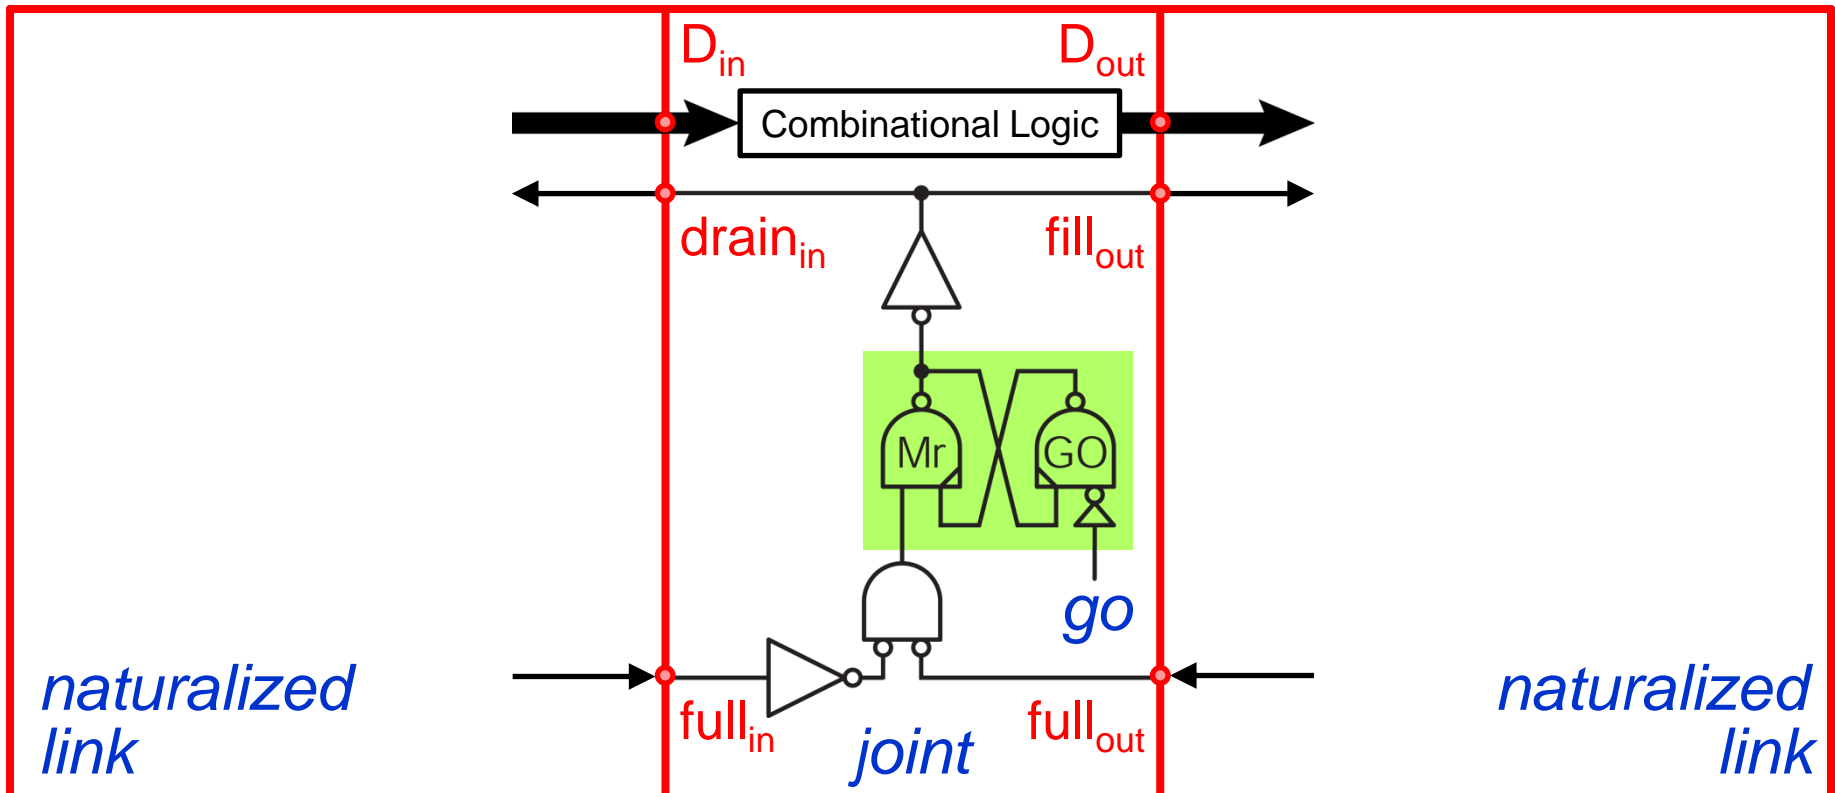 D_in D_out
Combinational Logic
drain_in fill_out
Mr GO
go
naturalized
link
full_in full_out
joint
naturalized
link